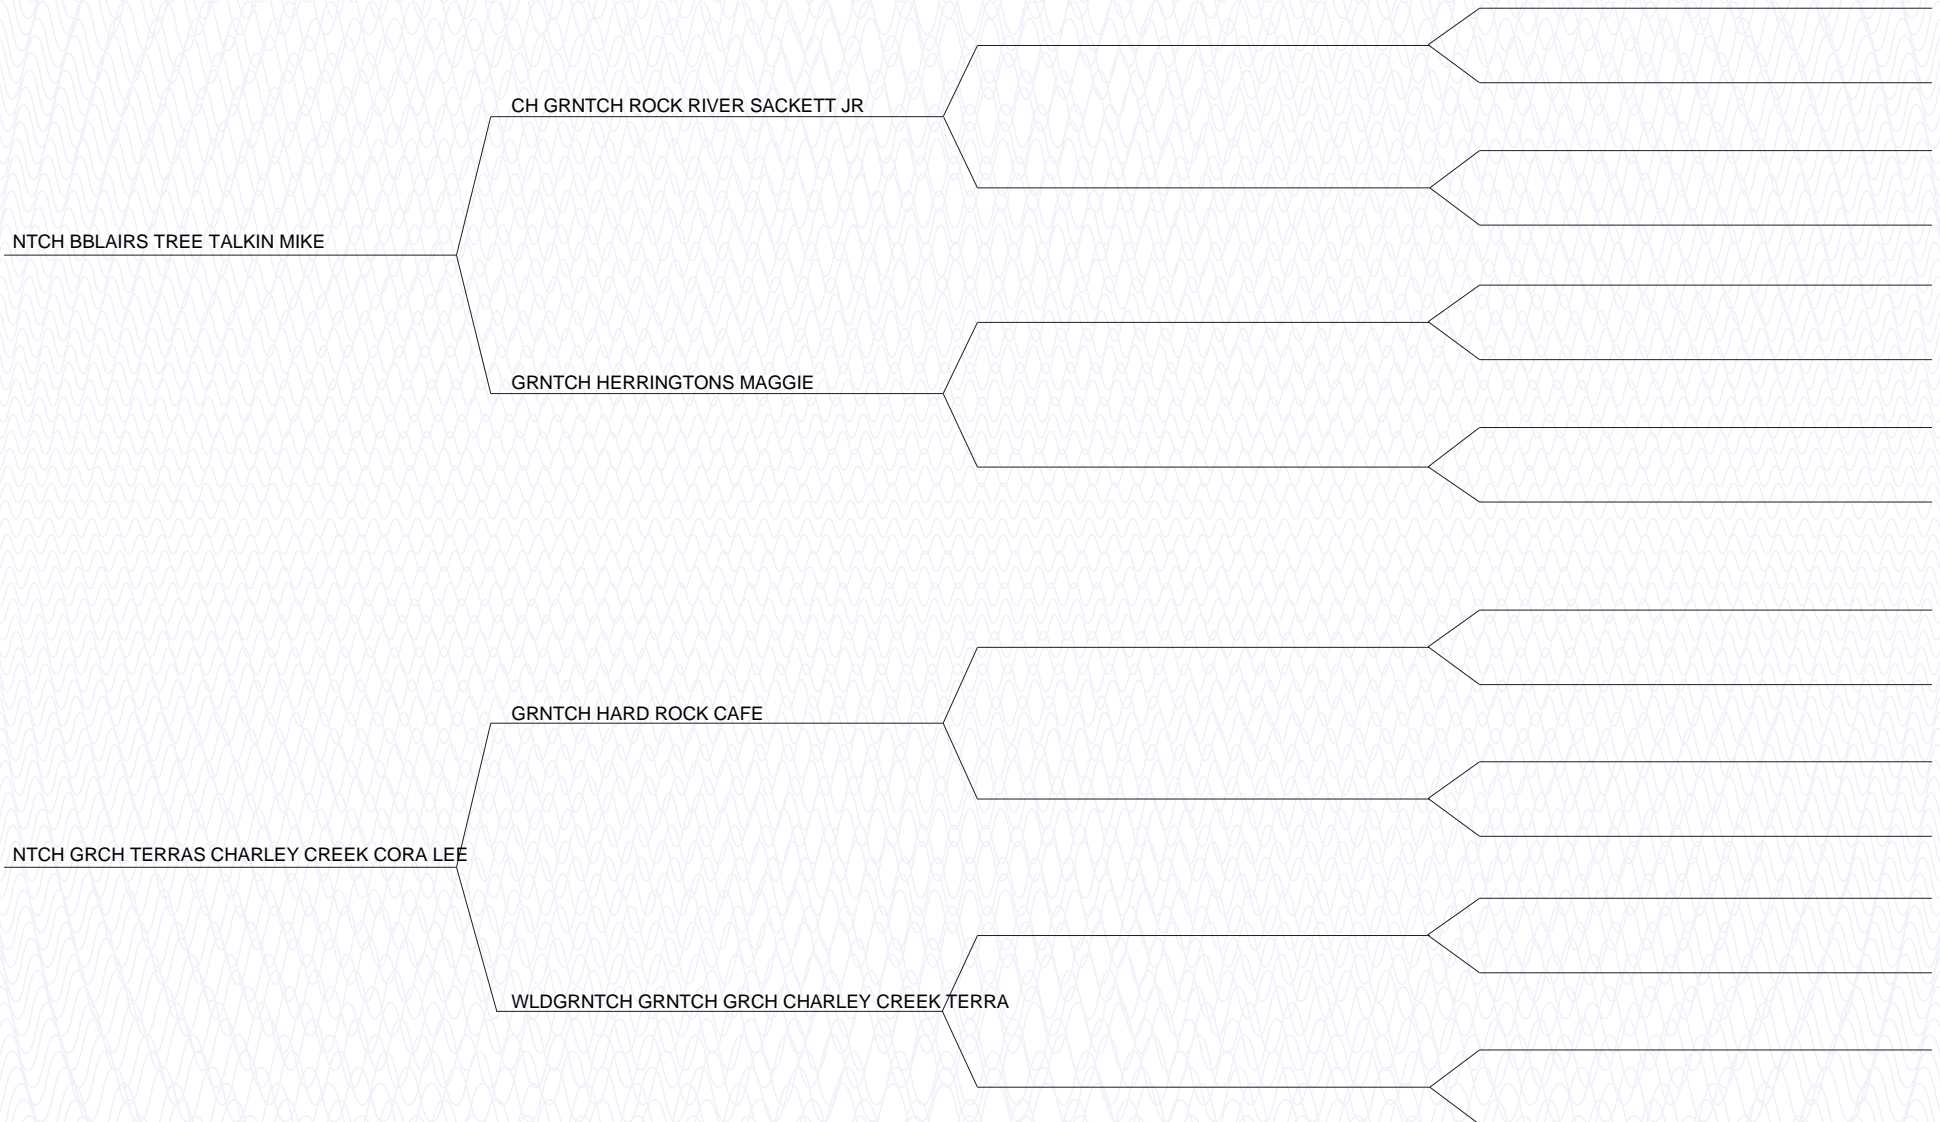 CH GRNTCH ROCK RIVER SACKETT JR
NTCH BBLAIRS TREE TALKIN MIKE
GRNTCH HERRINGTONS MAGGIE
GRNTCH HARD ROCK CAFE
NTCH GRCH TERRAS CHARLEY CREEK CORA LEE
WLDGRNTCH GRNTCH GRCH CHARLEY CREEK TERRA